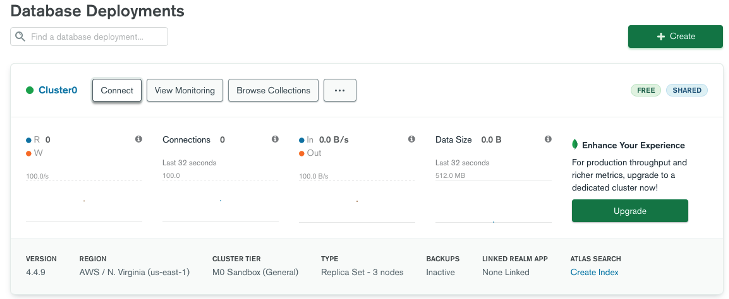 Database Deployments
Find a database deployment...
+ Create
Cluster0
Connect
View Monitoring
Browse Collections
...
FREE
SHARED
R 0
W
100.0/s
Connections 0
Last 32 seconds
100.0
In 0.0 B/s
Out
100.0 B/s
Data Size 0.0 B
Last 32 seconds
512.0 MB
Enhance Your Experience
For production throughput and
richer metrics, upgrade to a
dedicated cluster now!
Upgrade
VERSION
4.4.9
REGION
AWS / N. Virginia (us-east-1)
CLUSTER TIER
M0 Sandbox (General)
TYPE
Replica Set - 3 nodes
BACKUPS
Inactive
LINKED REALM APP
None Linked
ATLAS SEARCH
Create Index